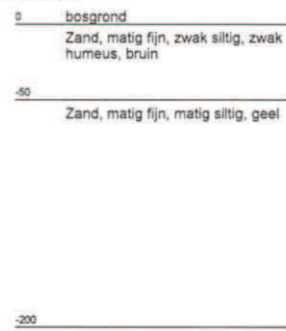 0 bosgrond
Zand, matig fijn, zwak siltig, zwak
humeus, bruin
-50
Zand, matig fijn, matig siltig, geel
-200